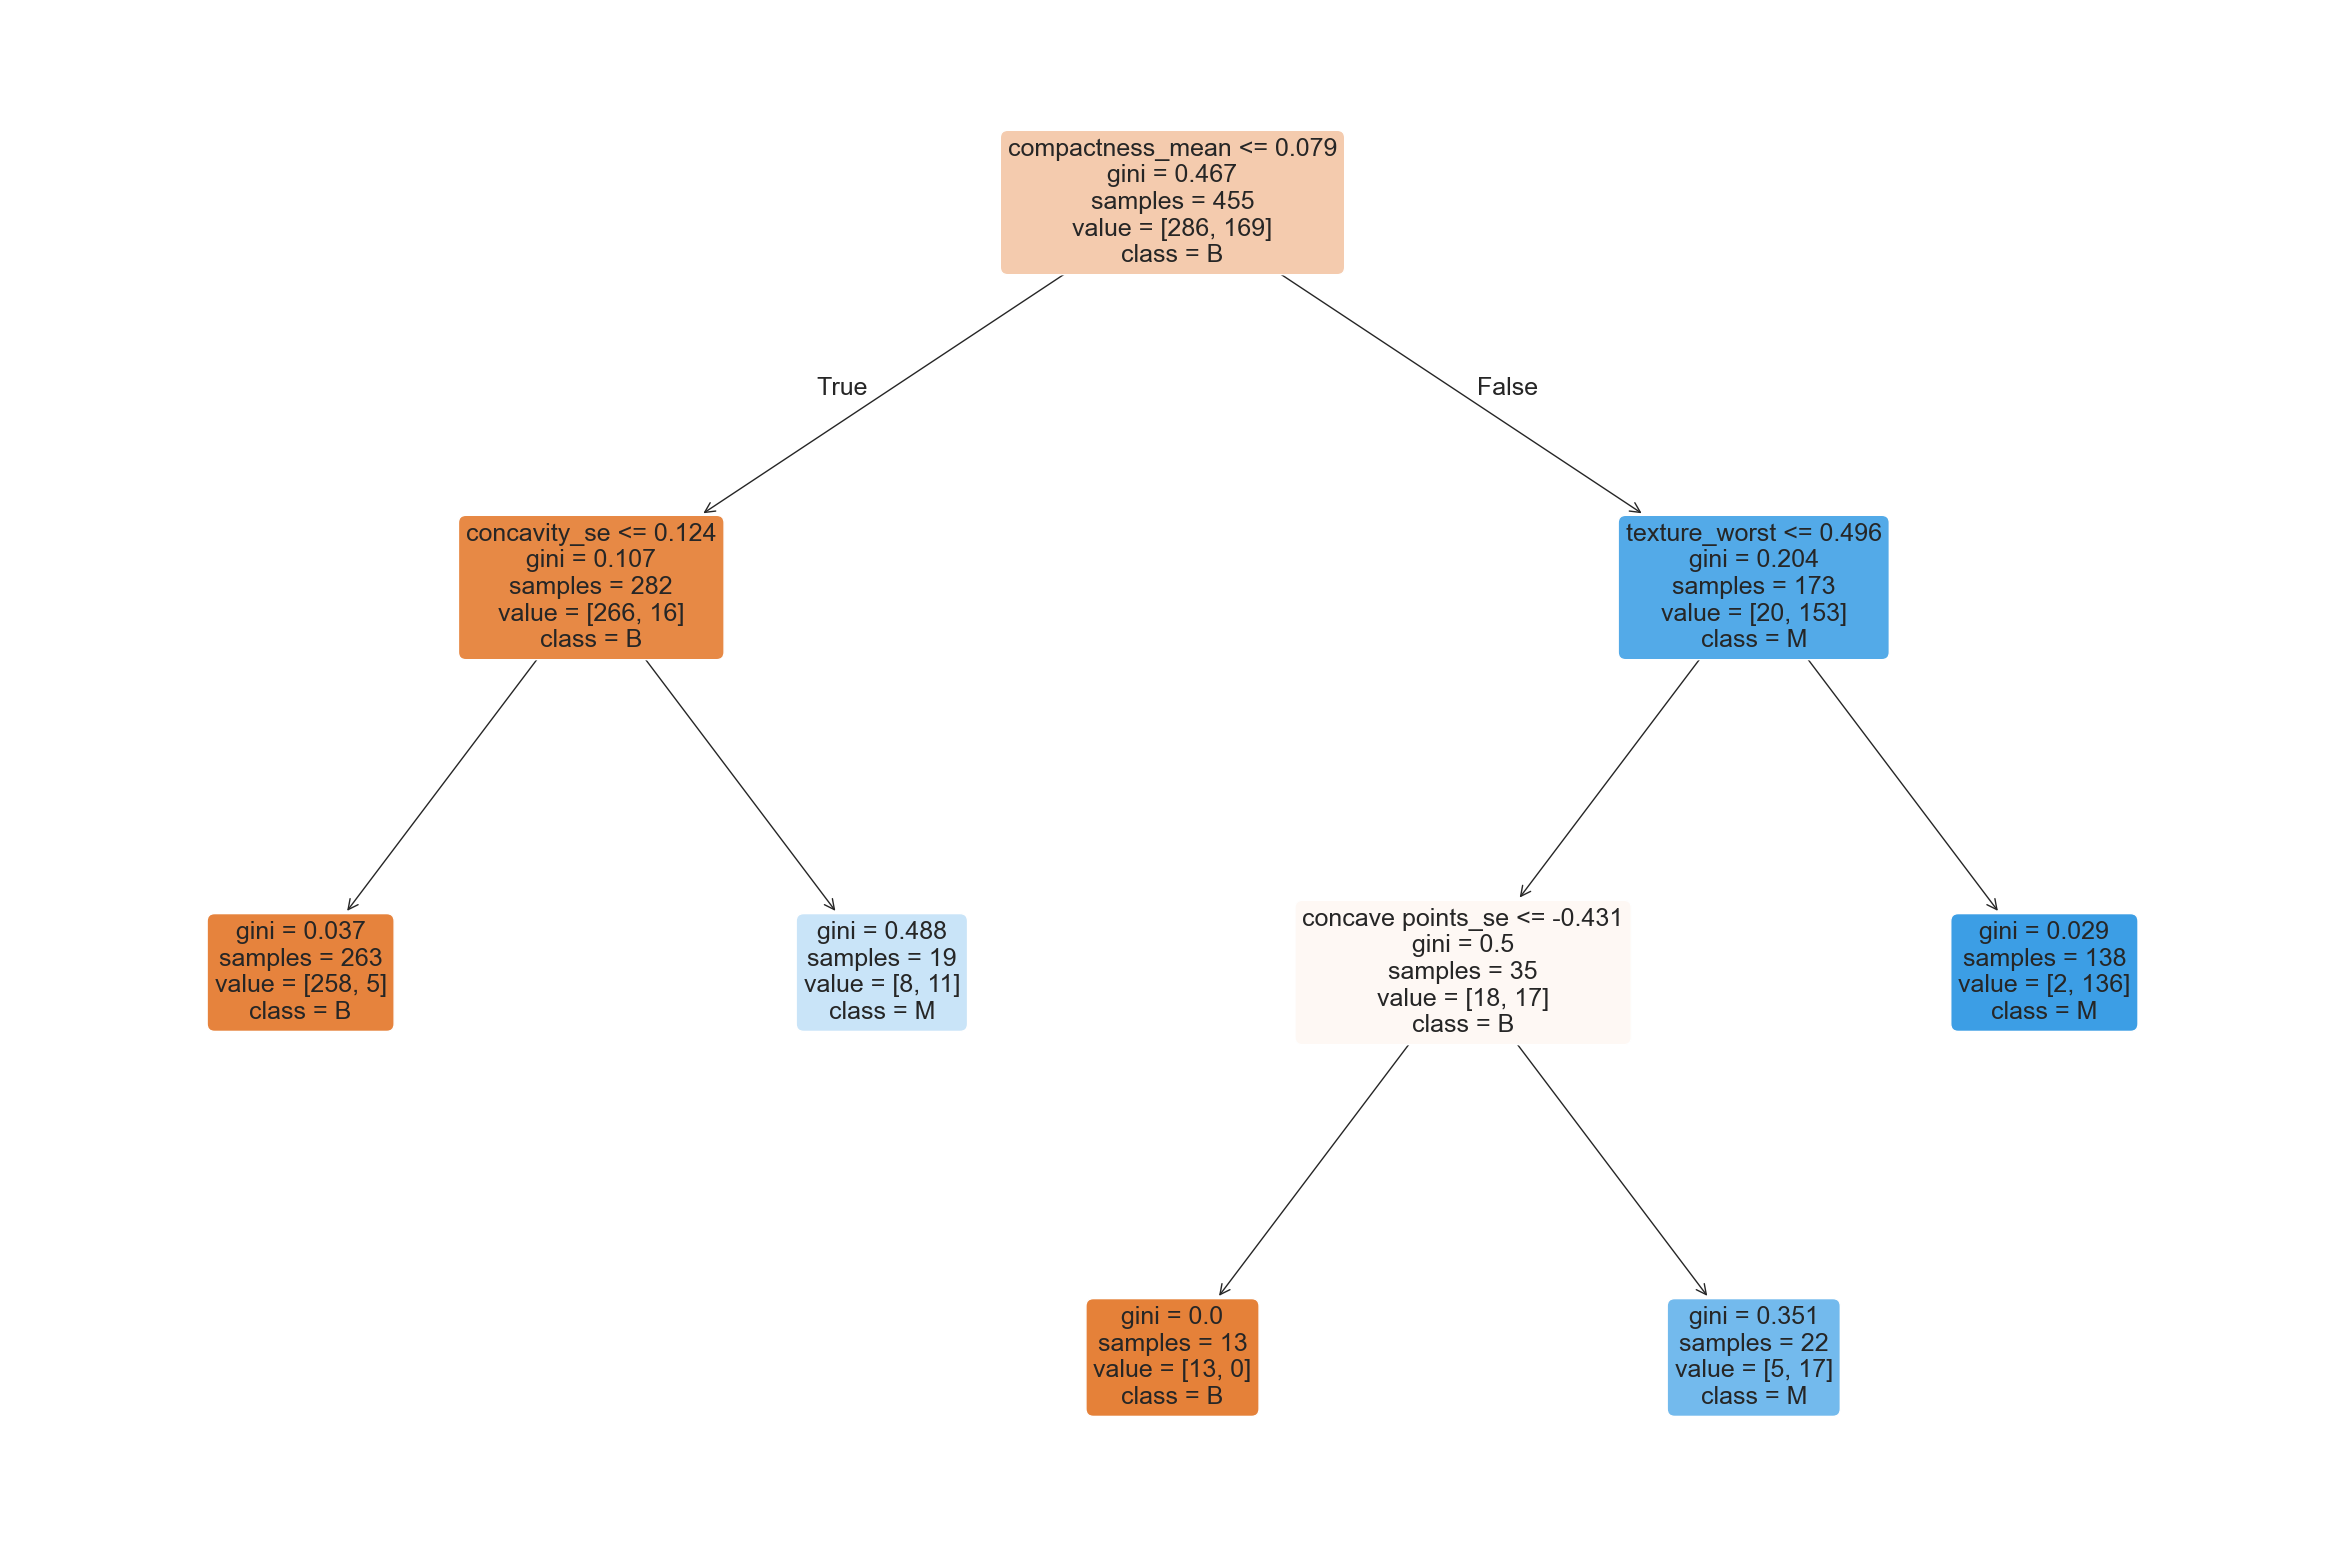 compactness_mean <= 0.079
gini = 0.467
samples = 455
value = [286, 169]
class = B
True
False
concavity_se <= 0.124
gini = 0.107
samples = 282
value = [266, 16]
class = B
texture_worst <= 0.496
gini = 0.204
samples = 173
value = [20, 153]
class = M
gini = 0.037
samples = 263
value = [258, 5]
class = B
gini = 0.488
samples = 19
value = [8, 11]
class = M
concave points_se <= -0.431
gini = 0.5
samples = 35
value = [18, 17]
class = B
gini = 0.029
samples = 138
value = [2, 136]
class = M
gini = 0.0
samples = 13
value = [13, 0]
class = B
gini = 0.351
samples = 22
value = [5, 17]
class = M